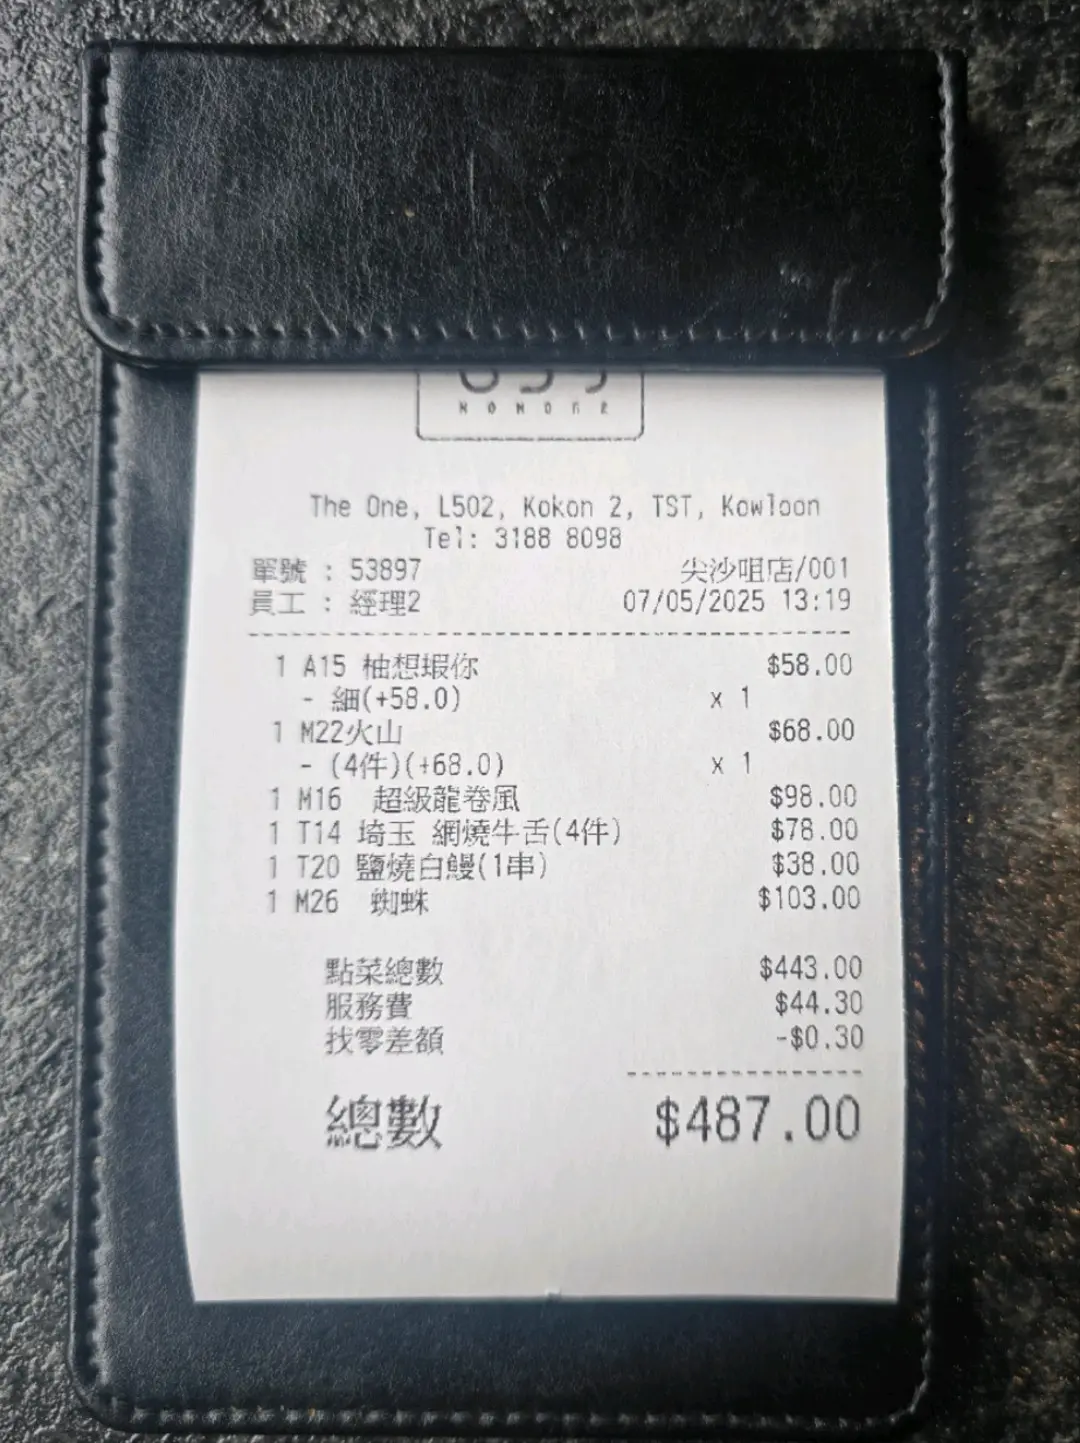 NOMDER
The One, L502, Kokon 2, TST, Kowloon
Tel: 3188 8098
單號 : 53897 尖沙咀店/001
員工 : 經理2 07/05/2025 13:19
1 A15 柚想蝦你 $58.00
- 細(+58.0) x 1
1 M22火山 $68.00
- (4件)(+68.0) x 1
1 M16 超級龍卷風 $98.00
1 T14 埼玉 網燒牛舌(4件) $78.00
1 T20 鹽燒白鰻(1串) $38.00
1 M26 蜘蛛 $103.00
點菜總數 $443.00
服務費 $44.30
找零差額 -$0.30
總數 $487.00